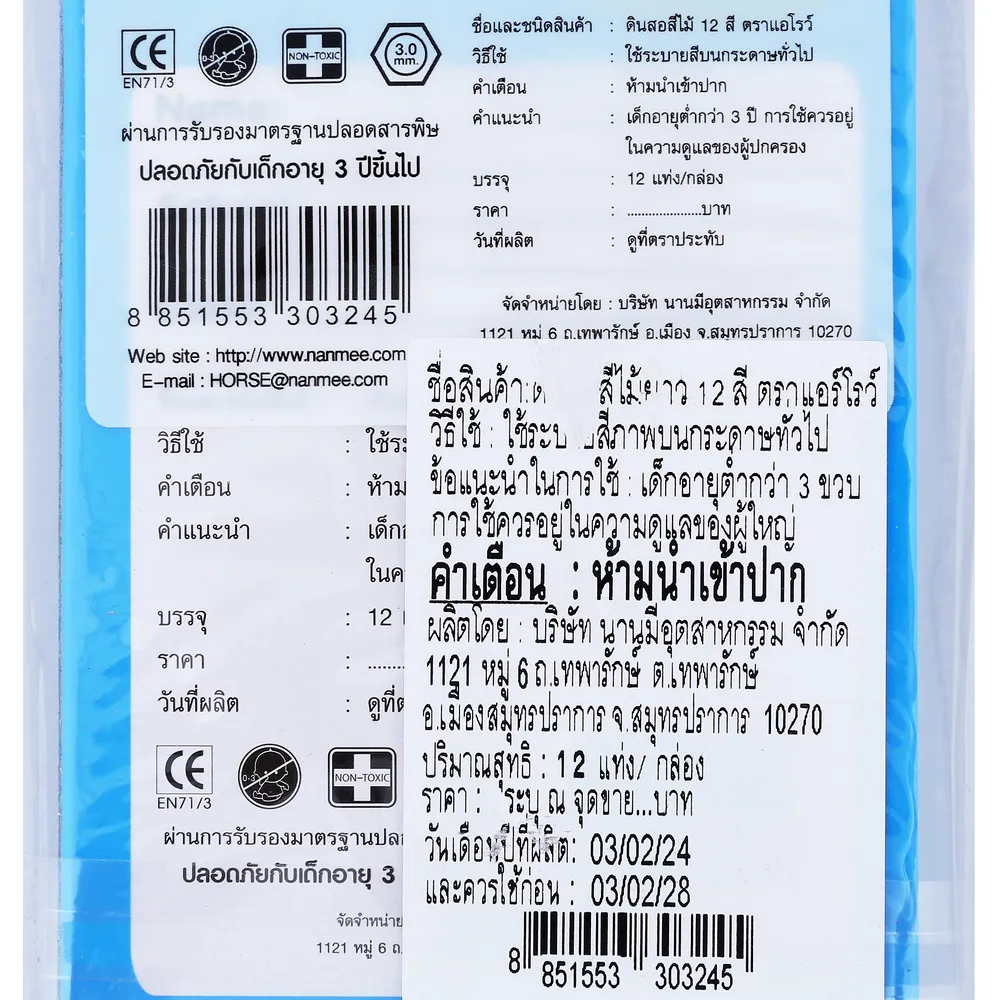 CE
EN71/3
0-3
NON-TOXIC
3.0
mm.
ผ่านการรับรองมาตรฐานปลอดสารพิษ
ปลอดภัยกับเด็กอายุ 3 ปีขึ้นไป
8 851553 303245
Web site : http://www.nanmee.com
E-mail : HORSE@nanmee.com
ชื่อและชนิดสินค้า : ดินสอสีไม้ 12 สี ตราแอโรว์
วิธีใช้ : ใช้ระบายสีบนกระดาษทั่วไป
คำเตือน : ห้ามนำเข้าปาก
คำแนะนำ : เด็กอายุต่ำกว่า 3 ปี การใช้ควรอยู่
ในความดูแลของผู้ปกครอง
บรรจุ : 12 แท่ง/กล่อง
ราคา : .....................บาท
วันที่ผลิต : ดูที่ตราประทับ
จัดจำหน่ายโดย : บริษัท นานมีอุตสาหกรรม จำกัด
1121 หมู่ 6 ถ.เทพารักษ์ อ.เมือง จ.สมุทรปราการ 10270
วิธีใช้ : ใช้ระ
คำเตือน : ห้าม
คำแนะนำ : เด็ก
ในค
บรรจุ : 12
ราคา : ........
วันที่ผลิต : ดูที่ต
CE
EN71/3
0-3
NON-TOXIC
ผ่านการรับรองมาตรฐานปล
ปลอดภัยกับเด็กอายุ 3
จัดจำหน่าย
1121 หมู่ 6 ถ.
ชื่อสินค้า: สีไม้ยาว 12 สี ตราแอร์โรว์
วิธีใช้ : ใช้ระบ สีภาพบนกระดาษทั่วไป
ข้อแนะนำในการใช้ : เด็กอายุต่ำกว่า 3 ขวบ
การใช้ควรอยู่ในความดูแลของผู้ใหญ่
คำเตือน : ห้ามนำเข้าปาก
ผลิตโดย : บริษัท นานมีอุตสาหกรรม จำกัด
1121 หมู่ 6 ถ.เทพารักษ์ ต.เทพารักษ์
อ.เมืองสมุทรปราการ จ.สมุทรปราการ 10270
ปริมาณสุทธิ : 12 แท่ง/ กล่อง
ราคา : ระบุ ณ จุดขาย...บาท
วันเดือนปีที่ผลิต: 03/02/24
และควรใช้ก่อน : 03/02/28
8 851553 303245